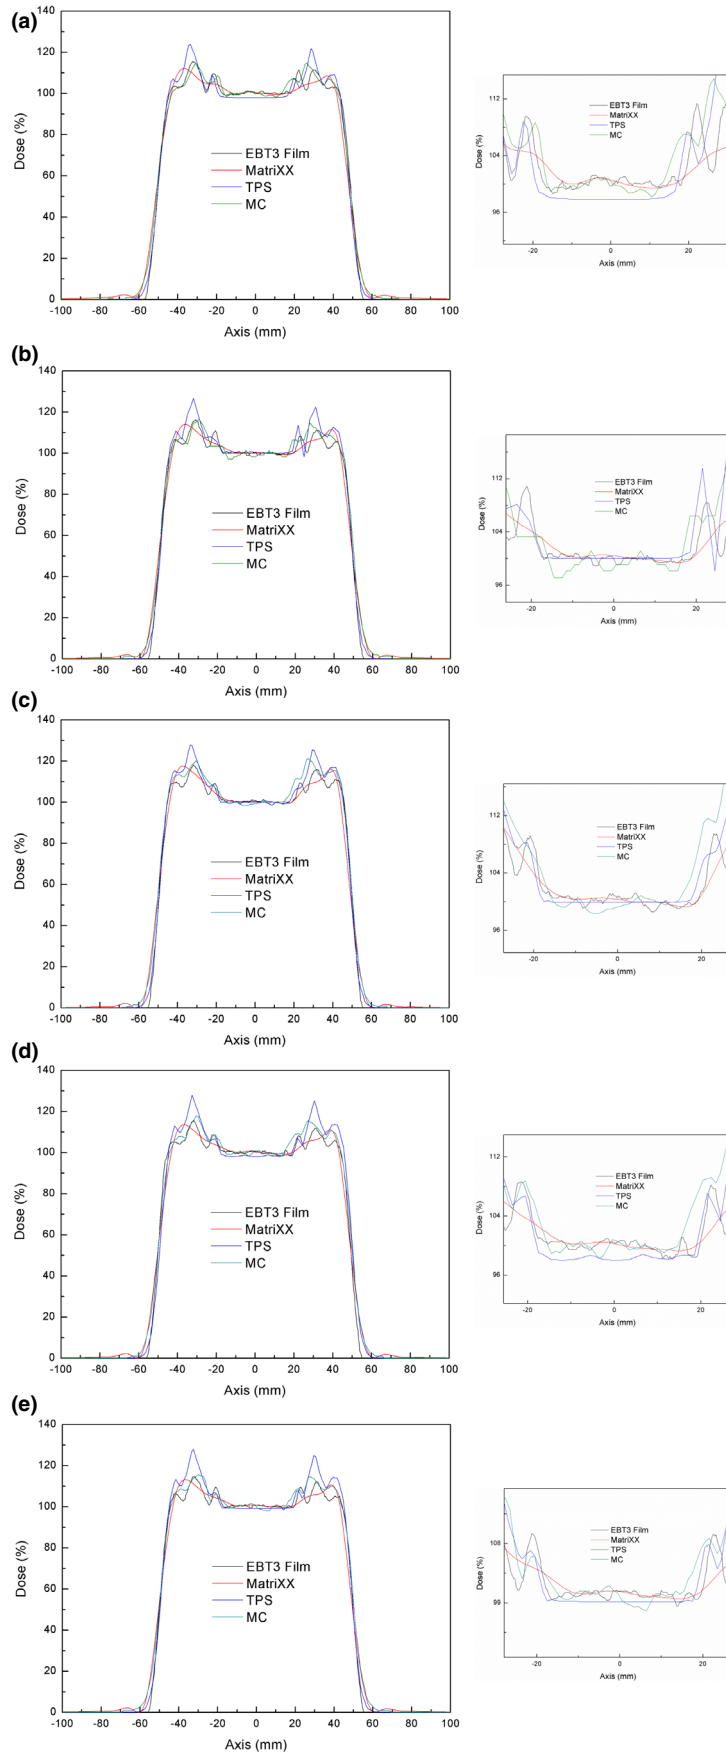 (a)
140
120
100
80
60
40
20
0
Dose (%)
EBT3 Film
MatriXX
TPS
MC
-100 -80 -60 -40 -20 0 20 40 60 80 100
Axis (mm)
112
104
96
Dose (%)
EBT3 Film
MatriXX
TPS
MC
-20 0 20
Axis (mm)
(b)
140
120
100
80
60
40
20
0
Dose (%)
EBT3 Film
MatriXX
TPS
MC
-100 -80 -60 -40 -20 0 20 40 60 80 100
Axis (mm)
112
104
96
Dose (%)
EBT3 Film
MatriXX
TPS
MC
-20 0 20
Axis (mm)
(c)
140
120
100
80
60
40
20
0
Dose (%)
EBT3 Film
MatriXX
TPS
MC
-100 -80 -60 -40 -20 0 20 40 60 80 100
Axis (mm)
112
104
96
Dose (%)
EBT3 Film
MatriXX
TPS
MC
-20 0 20
Axis (mm)
(d)
140
120
100
80
60
40
20
0
Dose (%)
EBT3 Film
MatriXX
TPS
MC
-100 -80 -60 -40 -20 0 20 40 60 80 100
Axis (mm)
112
104
96
Dose (%)
EBT3 Film
MatriXX
TPS
MC
-20 0 20
Axis (mm)
(e)
140
120
100
80
60
40
20
0
Dose (%)
EBT3 Film
MatriXX
TPS
MC
-100 -80 -60 -40 -20 0 20 40 60 80 100
Axis (mm)
108
99
Dose (%)
EBT3 Film
MatriXX
TPS
MC
-20 0 20
Axis (mm)